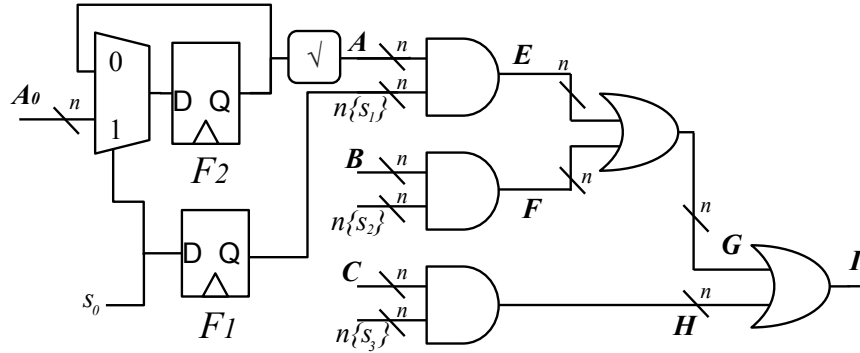 0
√
A n
E n
A₀ n
D Q
n{s₁} n
1
F2
B n
n
F
n{s₂} n
n
D Q
G
I
C n
s₀
n
F1
n{s₃} n
H